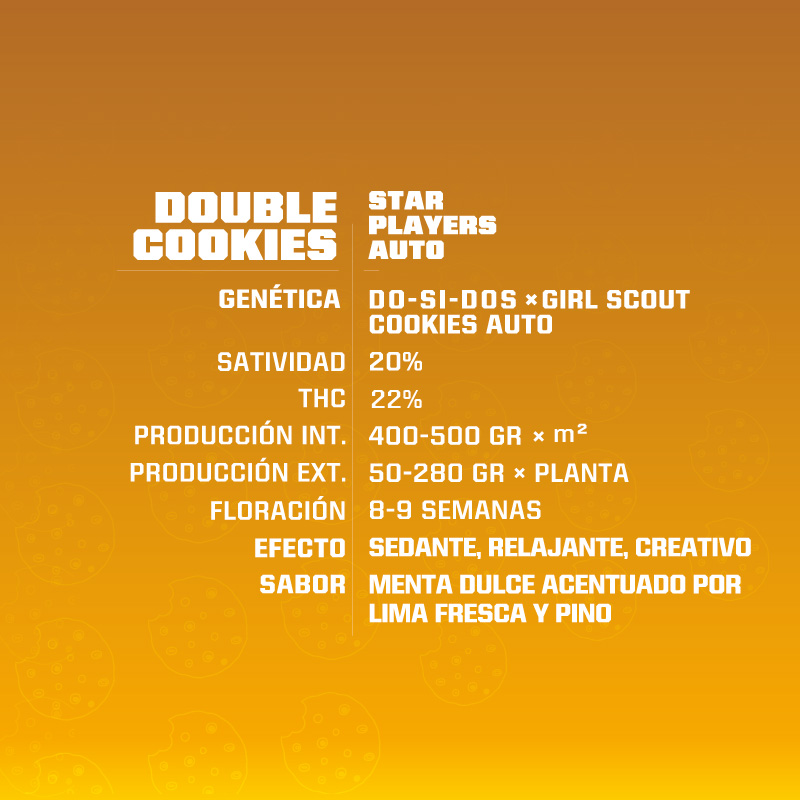 DOUBLE
COOKIES
STAR
PLAYERS
AUTO
GENÉTICA DO-SI-DOS × GIRL SCOUT
COOKIES AUTO
SATIVIDAD 20%
THC 22%
PRODUCCIÓN INT. 400-500 GR × m²
PRODUCCIÓN EXT. 50-280 GR × PLANTA
FLORACIÓN 8-9 SEMANAS
EFECTO SEDANTE, RELAJANTE, CREATIVO
SABOR MENTA DULCE ACENTUADO POR
LIMA FRESCA Y PINO